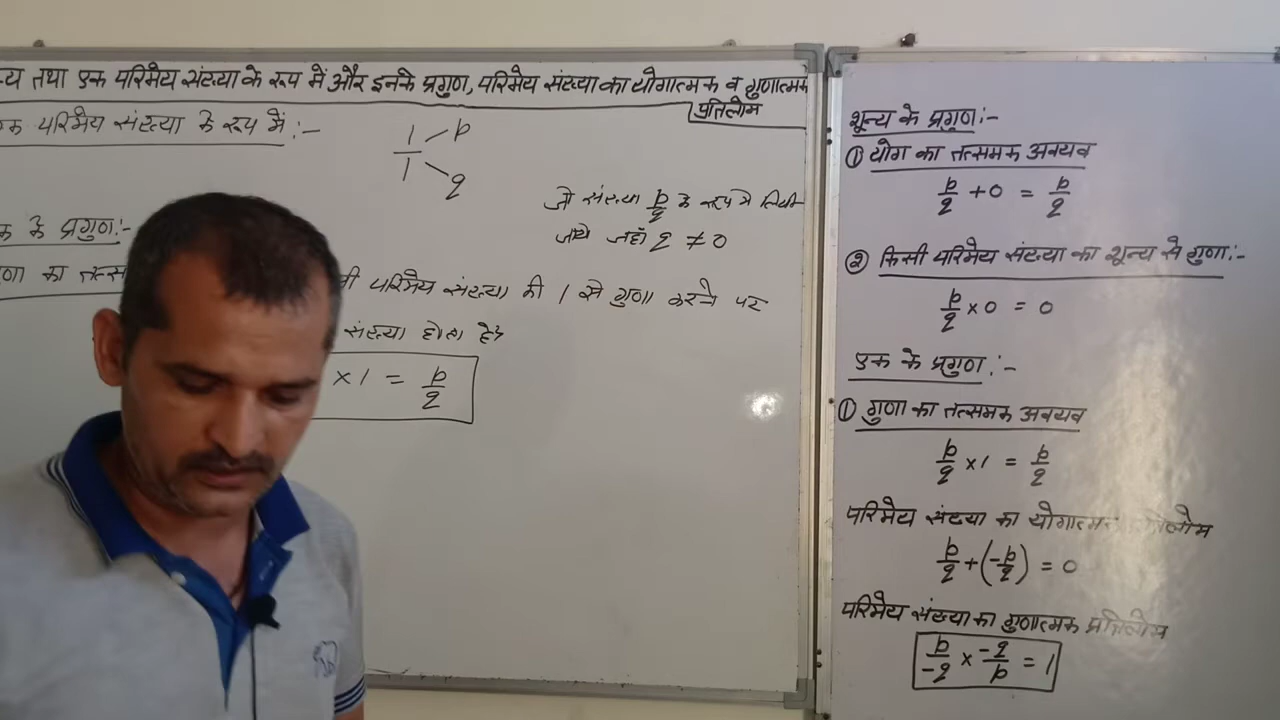 तथा एक परिमेय संख्या के रूप में और इनके प्रगुण, परिमेय संख्या का योगात्मक व गुणात्मक
प्रतिलोम
परिमेय संख्या के रूप में :-
1/1 p q
जो संख्या p/q के रूप मे लिखी
जाये जहाँ q ≠ 0
के प्रगुण:-
का
परिमेय संख्या की 1 से गुणा करने पर
संख्या होता है।
×1 = p/q
शून्य के प्रगुण:-
① योग का तत्समक अवयव
p/q + 0 = p/q
② किसी परिमेय संख्या का शून्य से गुणा:-
p/q × 0 = 0
एक के प्रगुण :-
① गुणा का तत्समक अवयव
p/q × 1 = p/q
परिमेय संख्या का योगात्मक प्रतिलोम
p/q + (-p/q) = 0
परिमेय संख्या का गुणात्मक प्रतिलोम
p/-q × -q/p = 1